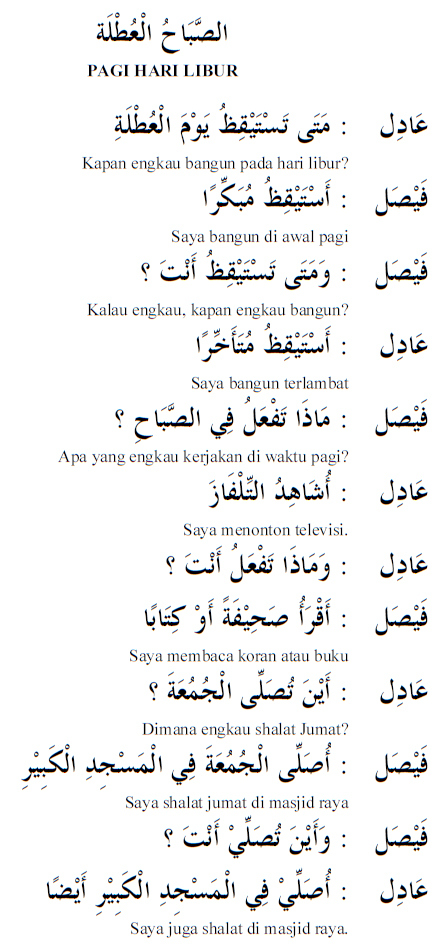 الصَّبَاحُ الْعُطْلَة
PAGI HARI LIBUR
عَادِل : مَتَى تَسْتَيْقِظُ يَوْمَ الْعُطْلَةِ
Kapan engkau bangun pada hari libur?
فَيْصَل : أَسْتَيْقِظُ مُبَكِّرًا
Saya bangun di awal pagi
فَيْصَل : وَمَتَى تَسْتَيْقِظُ أَنْتَ ؟
Kalau engkau, kapan engkau bangun?
عَادِل : أَسْتَيْقِظُ مُتَأَخِّرًا
Saya bangun terlambat
فَيْصَل : مَاذَا تَفْعَلُ فِي الصَّبَاحِ ؟
Apa yang engkau kerjakan di waktu pagi?
عَادِل : أُشَاهِدُ التِّلْفَازَ
Saya menonton televisi.
عَادِل : وَمَاذَا تَفْعَلُ أَنْتَ ؟
فَيْصَل : أَقْرَأُ صَحِيْفَةً أَوْ كِتَابًا
Saya membaca koran atau buku
عَادِل : أَيْنَ تُصَلِّى الْجُمُعَةَ ؟
Dimana engkau shalat Jumat?
فَيْصَل : أُصَلِّى الْجُمُعَةَ فِي الْمَسْجِدِ الْكَبِيْرِ
Saya shalat jumat di masjid raya
فَيْصَل : وَأَيْنَ تُصَلِّيْ أَنْتَ ؟
عَادِل : أُصَلِّيْ فِي الْمَسْجِدِ الْكَبِيْرِ أَيْضًا
Saya juga shalat di masjid raya.